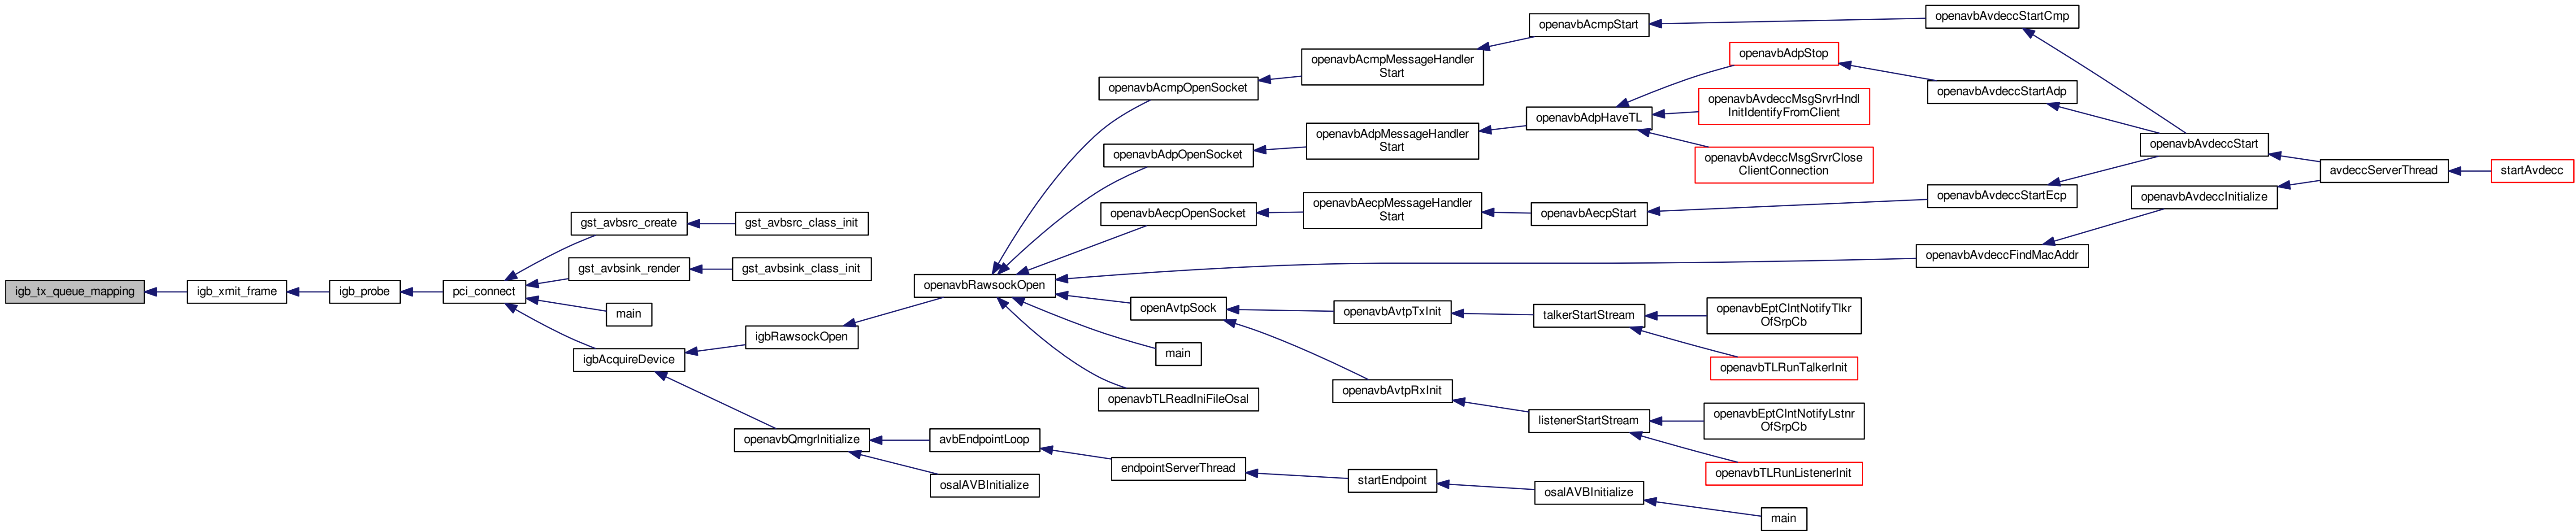 igb_tx_queue_mapping
igb_xmit_frame
igb_probe
pci_connect
gst_avbsrc_create
gst_avbsrc_class_init
gst_avbsink_render
gst_avbsink_class_init
main
igbAcquireDevice
igbRawsockOpen
openavbRawsockOpen
openavbAcmpOpenSocket
openavbAcmpMessageHandler
Start
openavbAcmpStart
openavbAvdeccStartCmp
openavbAdpOpenSocket
openavbAdpMessageHandler
Start
openavbAdpHaveTL
openavbAdpStop
openavbAvdeccMsgSrvrHndl
InitIdentifyFromClient
openavbAvdeccMsgSrvrClose
ClientConnection
openavbAvdeccStartAdp
openavbAvdeccStart
avdeccServerThread
startAvdecc
openavbAecpOpenSocket
openavbAecpMessageHandler
Start
openavbAecpStart
openavbAvdeccStartEcp
openavbAvdeccInitialize
openavbAvdeccFindMacAddr
openAvtpSock
openavbAvtpTxInit
talkerStartStream
openavbEptClntNotifyTlkr
OfSrpCb
openavbTLRunTalkerInit
main
openavbAvtpRxInit
openavbTLReadIniFileOsal
listenerStartStream
openavbEptClntNotifyLstnr
OfSrpCb
openavbTLRunListenerInit
openavbQmgrInitialize
avbEndpointLoop
endpointServerThread
startEndpoint
osalAVBInitialize
main
osalAVBInitialize